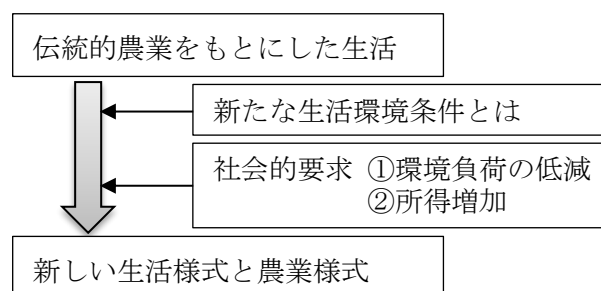 伝統的農業をもとにした生活
新たな生活環境条件とは
社会的要求 ①環境負荷の低減
②所得増加
新しい生活様式と農業様式